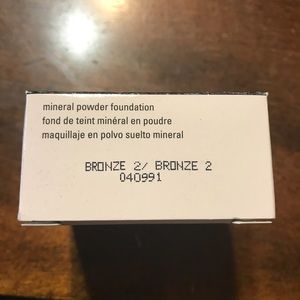 mineral powder foundation
fond de teint minéral en poudre
maquillaje en polvo suelto mineral
BRONZE 2/ BRONZE 2
040991